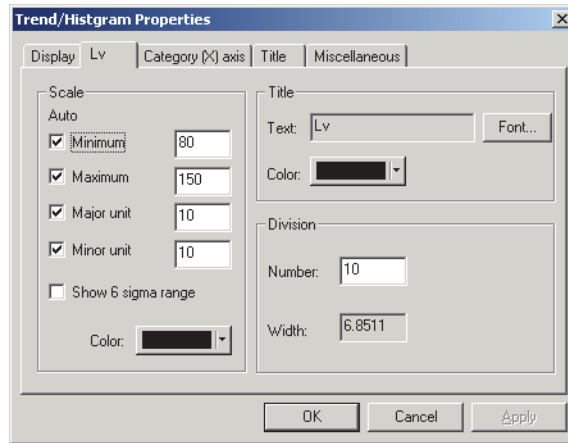 Trend/Histgram Properties
Display
Lv
Category (X) axis
Title
Miscellaneous
Scale
Auto
Minimum 80
Maximum 150
Major unit 10
Minor unit 10
Show 6 sigma range
Color:
Title
Text: Lv Font...
Color:
Division
Number: 10
Width: 6.8511
OK Cancel Apply